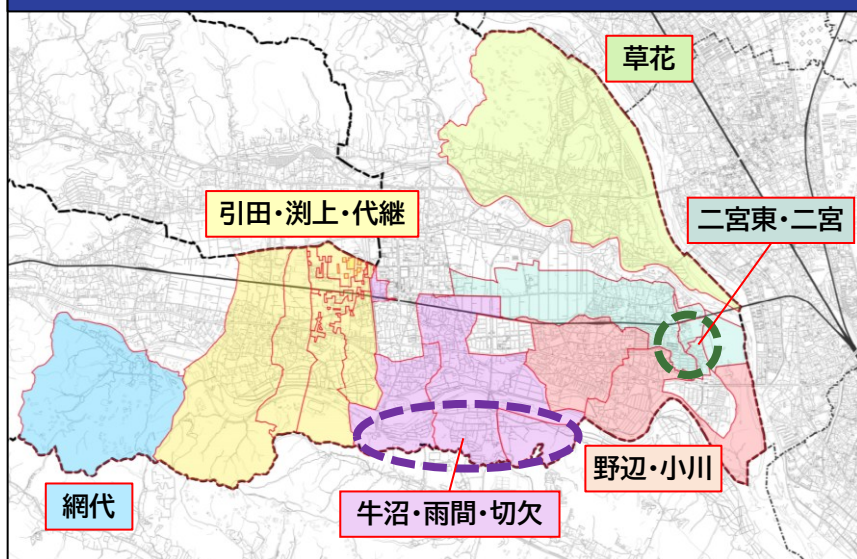 草花
引田・渕上・代継
二宮東・二宮
網代
牛沼・雨間・切欠
野辺・小川